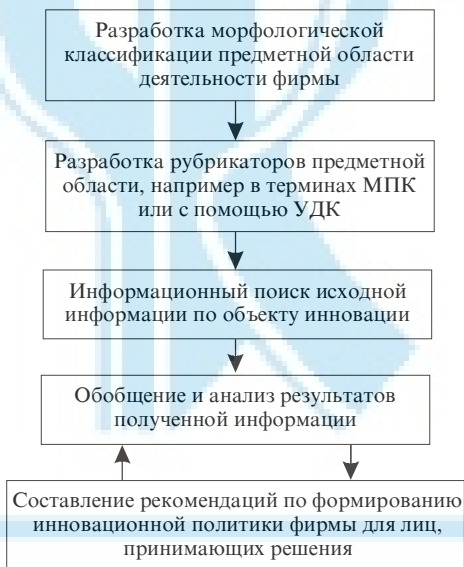 Разработка морфологической
классификации предметной области
деятельности фирмы
Разработка рубрикаторов предметной
области, например в терминах МПК
или с помощью УДК
Информационный поиск исходной
информации по объекту инновации
Обобщение и анализ результатов
полученной информации
Составление рекомендаций по формированию
инновационной политики фирмы для лиц,
принимающих решения